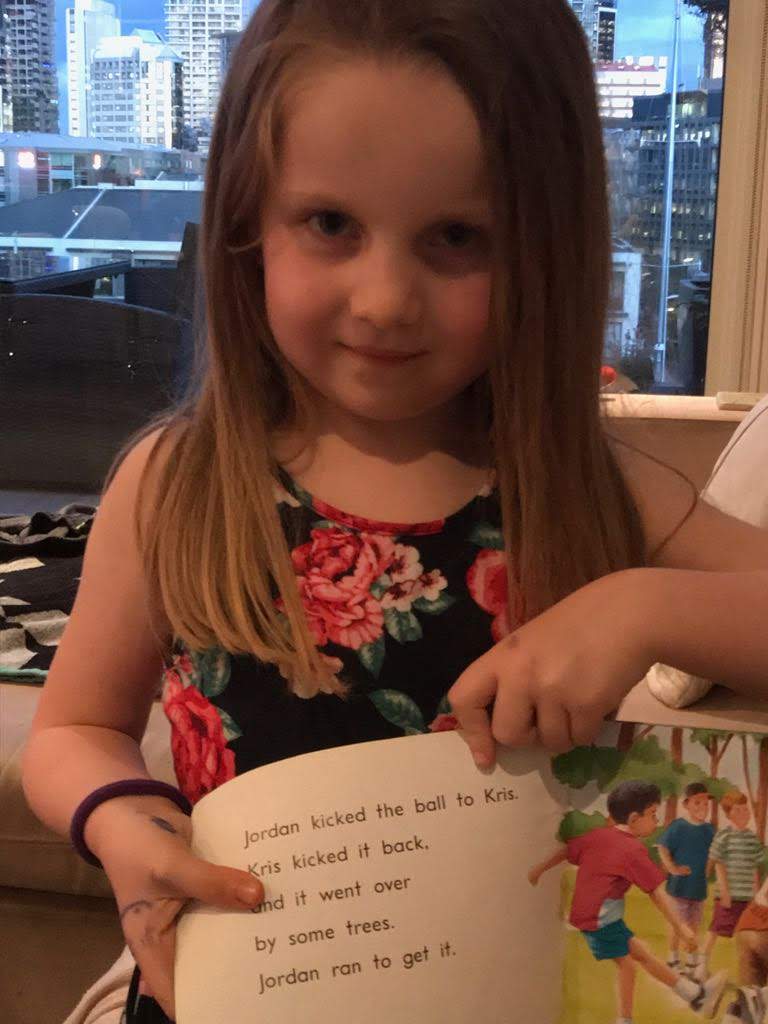 Jordan kicked the ball to Kris.
Kris kicked it back,
and it went over
by some trees.
Jordan ran to get it.